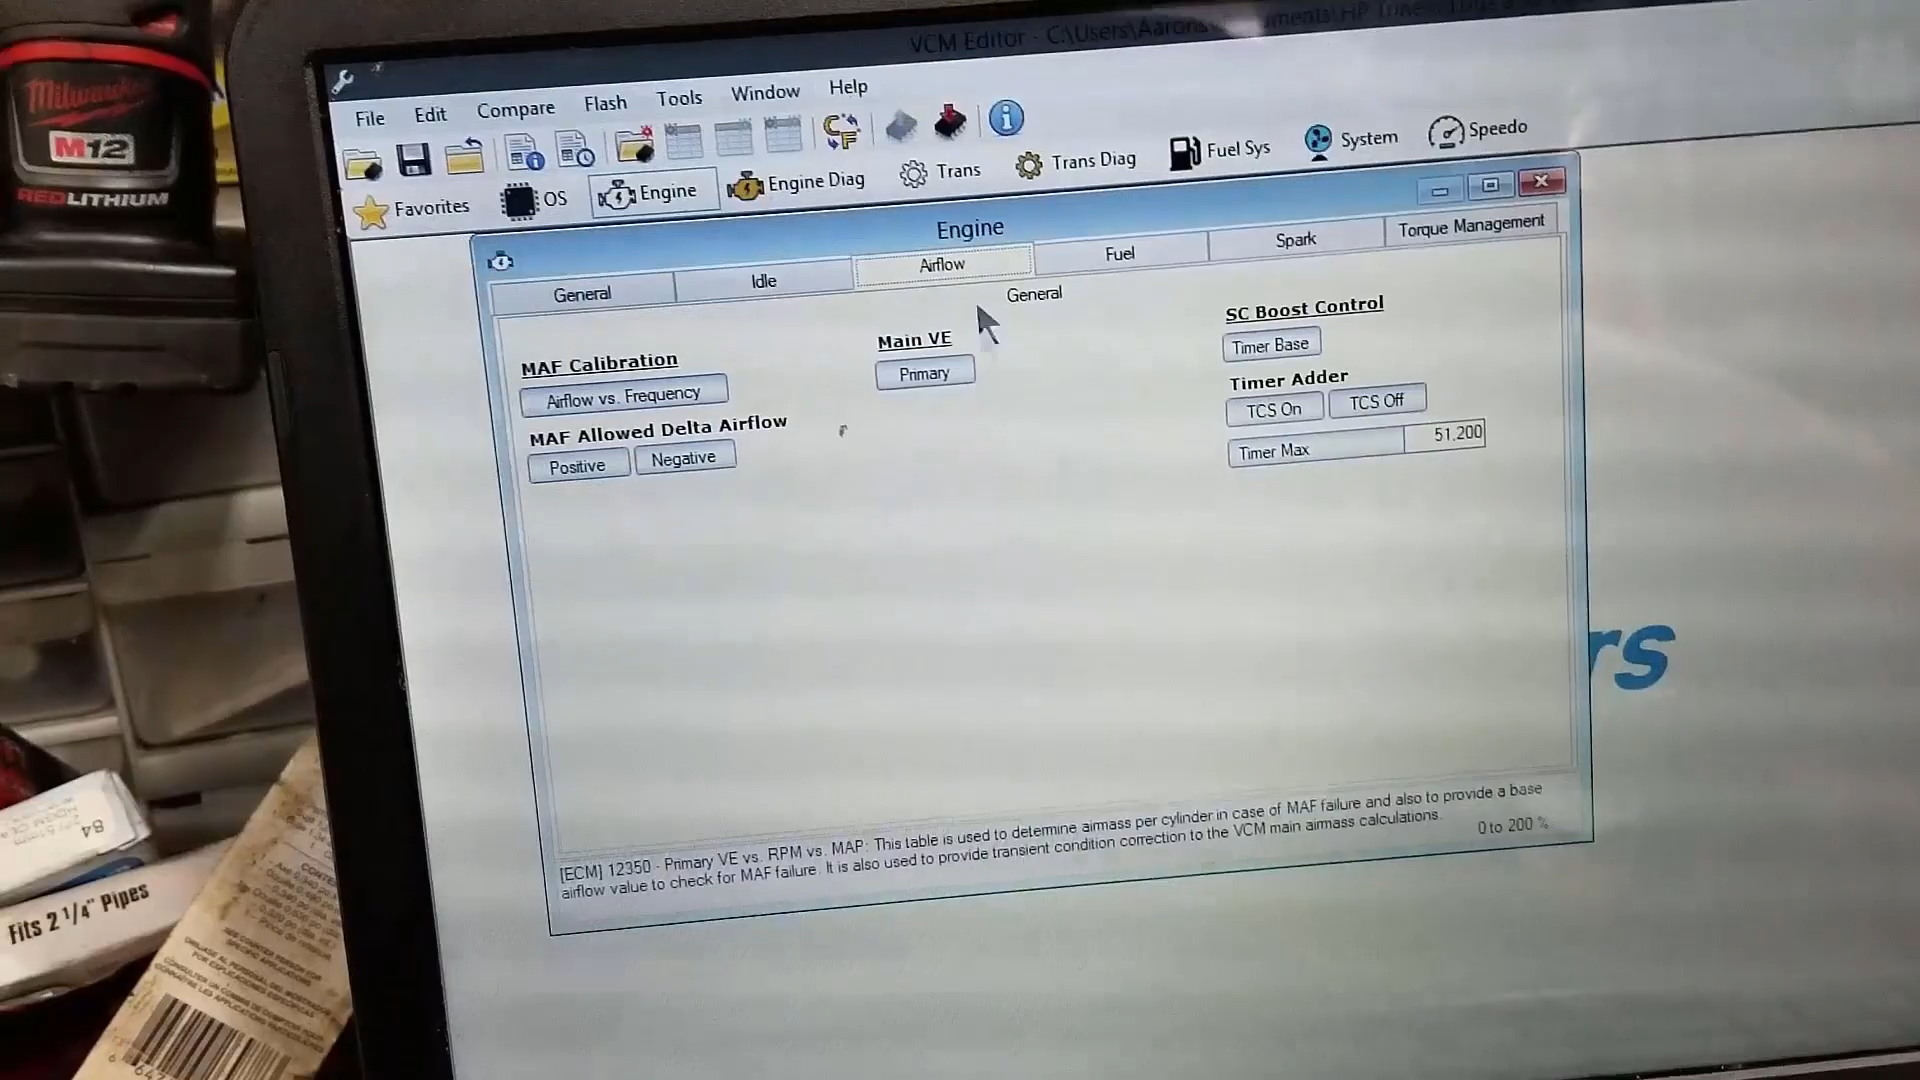 VCM Editor - C:\Users\Aarons\
File Edit Compare Flash Tools Window Help
Favorites OS Engine Engine Diag Trans Trans Diag Fuel Sys System Speedo
Engine
General Idle Airflow Fuel Spark Torque Management
General
MAF Calibration
Airflow vs. Frequency
MAF Allowed Delta Airflow
Positive Negative
Main VE
Primary
SC Boost Control
Timer Base
Timer Adder
TCS On TCS Off
Timer Max 51.200
[ECM] 12350 - Primary VE vs. RPM vs. MAP: This table is used to determine airmass per cylinder in case of MAF failure and also to provide a base
airflow value to check for MAF failure. It is also used to provide transient condition correction to the VCM main airmass calculations.
0 to 200 %
rs
Milwaukee
M12
REDLITHIUM
84
Fits 2 1/4" Pipes